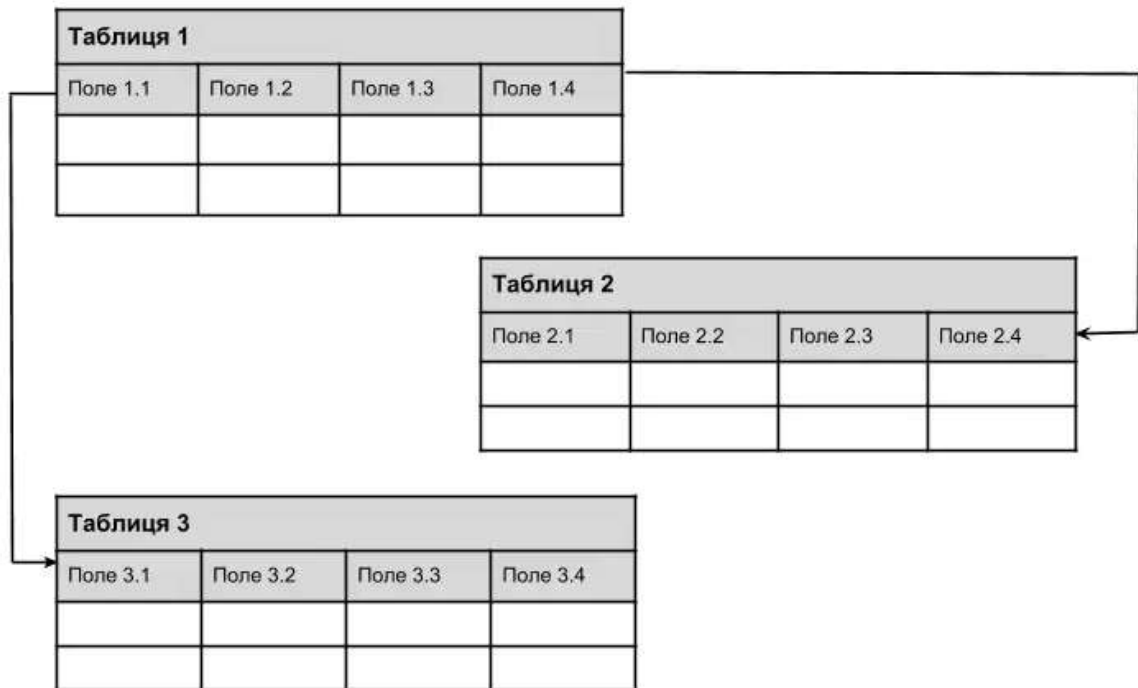 Таблиця 1
Поле 1.1 Поле 1.2 Поле 1.3 Поле 1.4
Таблиця 2
Поле 2.1 Поле 2.2 Поле 2.3 Поле 2.4
Таблиця 3
Поле 3.1 Поле 3.2 Поле 3.3 Поле 3.4